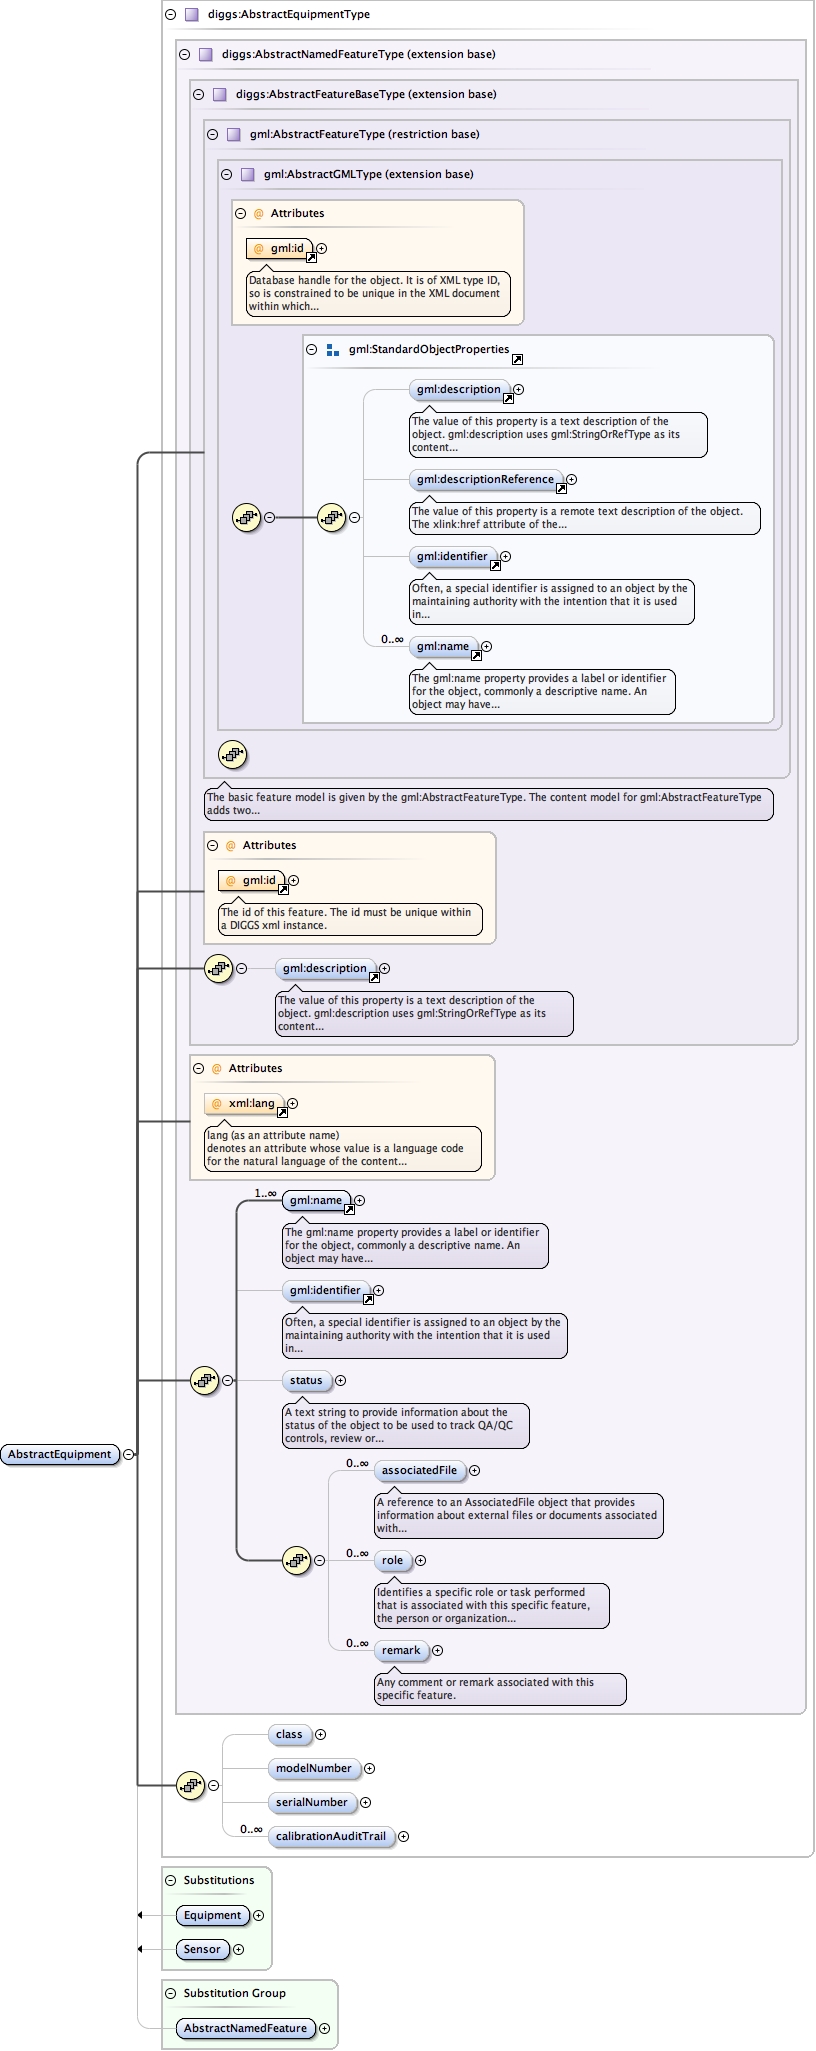 diggs:AbstractEquipmentType
diggs:AbstractNamedFeatureType (extension base)
diggs:AbstractFeatureBaseType (extension base)
gml:AbstractFeatureType (restriction base)
gml:AbstractGMLType (extension base)
@ Attributes
@ gml:id
Database handle for the object. It is of XML type ID,
so is constrained to be unique in the XML document
within which...
gml:StandardObjectProperties
gml:description
The value of this property is a text description of the
object. gml:description uses gml:StringOrRefType as its
content...
gml:descriptionReference
The value of this property is a remote text description of the object.
The xlink:href attribute of the...
gml:identifier
Often, a special identifier is assigned to an object by the
maintaining authority with the intention that it is used
in...
0..∞ gml:name
The gml:name property provides a label or identifier
for the object, commonly a descriptive name. An
object may have...
The basic feature model is given by the gml:AbstractFeatureType. The content model for gml:AbstractFeatureType
adds two...
@ Attributes
@ gml:id
The id of this feature. The id must be unique within
a DIGGS xml instance.
gml:description
The value of this property is a text description of the
object. gml:description uses gml:StringOrRefType as its
content...
@ Attributes
@ xml:lang
lang (as an attribute name)
denotes an attribute whose value is a language code
for the natural language of the content...
1..∞ gml:name
The gml:name property provides a label or identifier
for the object, commonly a descriptive name. An
object may have...
gml:identifier
Often, a special identifier is assigned to an object by the
maintaining authority with the intention that it is used
in...
status
A text string to provide information about the
status of the object to be used to track QA/QC
controls, review or...
AbstractEquipment
0..∞ associatedFile
A reference to an AssociatedFile object that provides
information about external files or documents associated
with...
0..∞ role
Identifies a specific role or task performed
that is associated with this specific feature,
the person or organization...
0..∞ remark
Any comment or remark associated with this
specific feature.
class
modelNumber
serialNumber
0..∞ calibrationAuditTrail
Substitutions
Equipment
Sensor
Substitution Group
AbstractNamedFeature